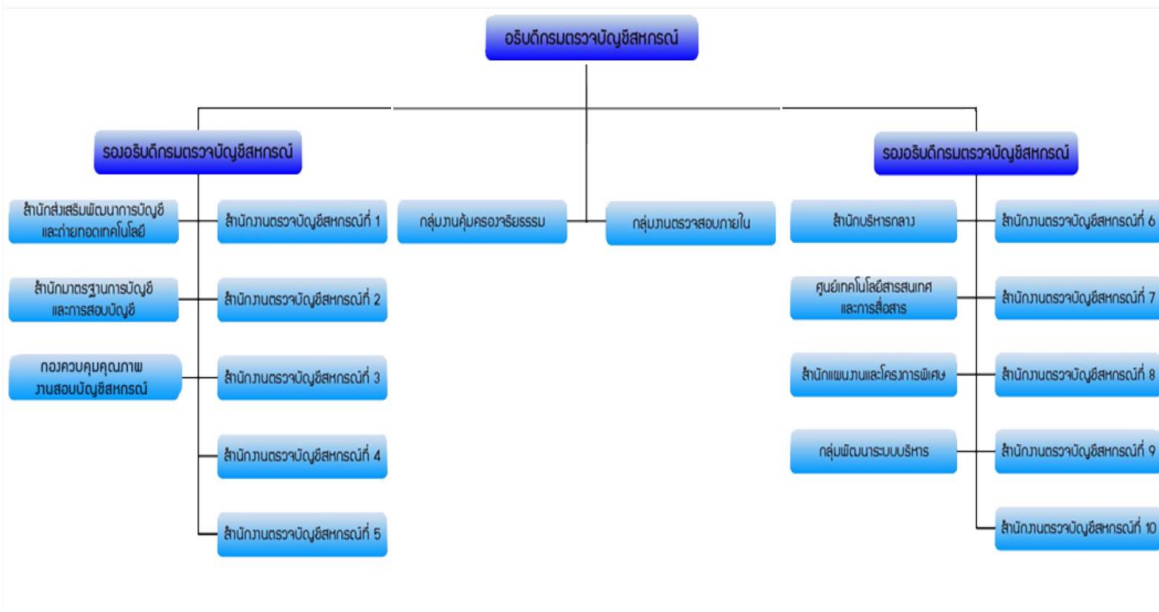 อธิบดีกรมตรวจบัญชีสหกรณ์
รองอธิบดีกรมตรวจบัญชีสหกรณ์
รองอธิบดีกรมตรวจบัญชีสหกรณ์
สำนักส่งเสริมพัฒนาการบัญชี
และถ่ายทอดเทคโนโลยี
สำนักงานตรวจบัญชีสหกรณ์ที่ 1
กลุ่มงานคุ้มครองจริยธรรม
กลุ่มงานตรวจสอบภายใน
สำนักบริหารกลาง
สำนักงานตรวจบัญชีสหกรณ์ที่ 6
สำนักมาตรฐานการบัญชี
และการสอบบัญชี
สำนักงานตรวจบัญชีสหกรณ์ที่ 2
ศูนย์เทคโนโลยีสารสนเทศ
และการสื่อสาร
สำนักงานตรวจบัญชีสหกรณ์ที่ 7
กองควบคุมคุณภาพ
งานสอบบัญชีสหกรณ์
สำนักงานตรวจบัญชีสหกรณ์ที่ 3
สำนักแผนงานและโครงการพิเศษ
สำนักงานตรวจบัญชีสหกรณ์ที่ 8
สำนักงานตรวจบัญชีสหกรณ์ที่ 4
กลุ่มพัฒนาระบบบริหาร
สำนักงานตรวจบัญชีสหกรณ์ที่ 9
สำนักงานตรวจบัญชีสหกรณ์ที่ 5
สำนักงานตรวจบัญชีสหกรณ์ที่ 10